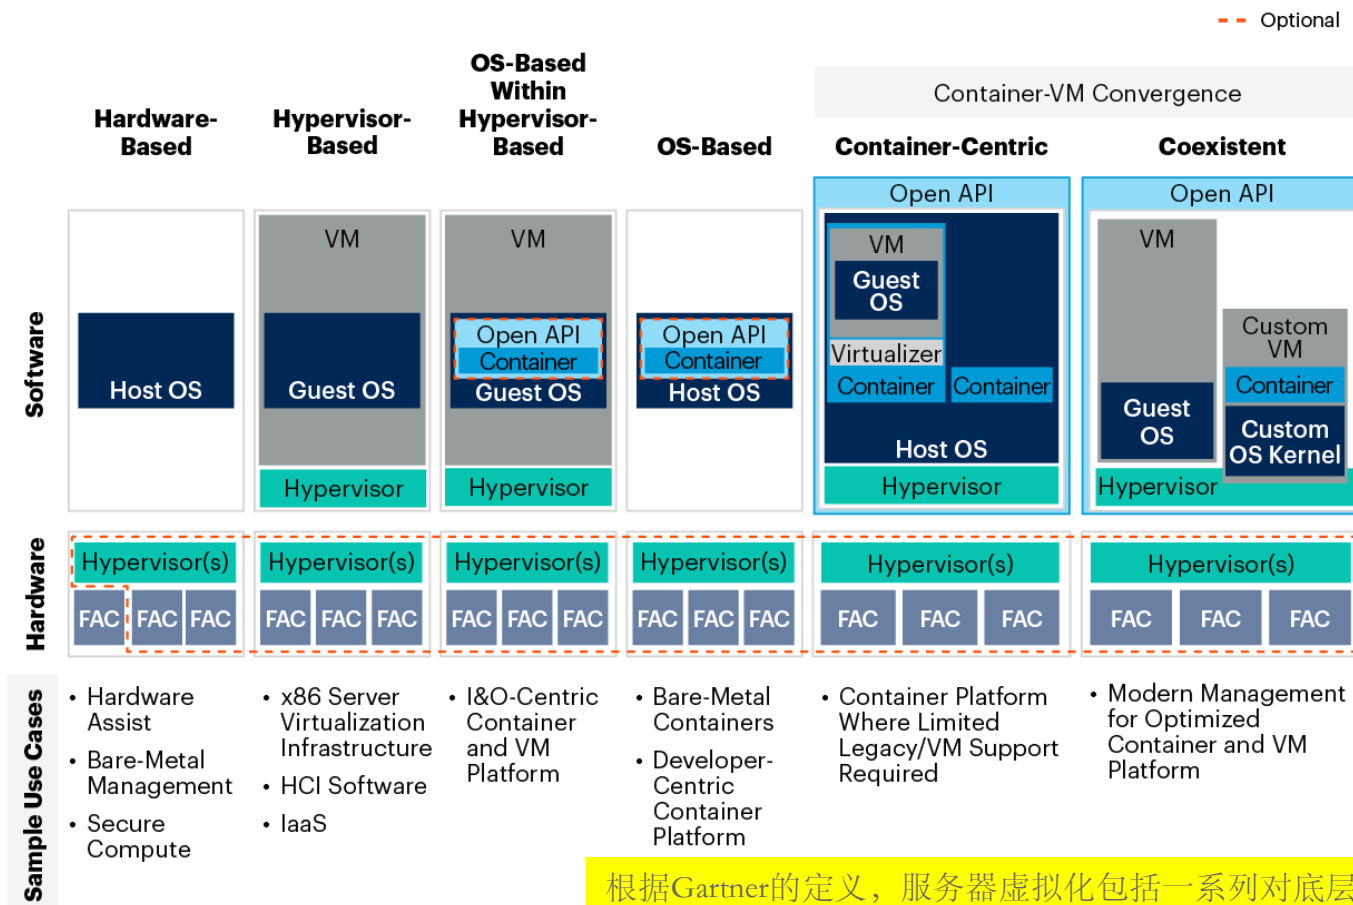 Optional
Hardware-
Based
Hypervisor-
Based
OS-Based
Within
Hypervisor-
Based
OS-Based
Container-VM Convergence
Container-Centric
Coexistent
Software
Host OS
VM
Guest OS
Hypervisor
VM
Open API
Container
Guest OS
Hypervisor
Open API
Container
Host OS
Open API
VM
Guest
OS
Virtualizer
Container
Container
Host OS
Hypervisor
Open API
VM
Guest
OS
Custom
VM
Container
Custom
OS Kernel
Hypervisor
Hardware
Hypervisor(s)
FAC FAC FAC
Hypervisor(s)
FAC FAC FAC
Hypervisor(s)
FAC FAC FAC
Hypervisor(s)
FAC FAC FAC
Hypervisor(s)
FAC FAC FAC
Hypervisor(s)
FAC FAC FAC
Sample Use Cases
• Hardware
Assist
• Bare-Metal
Management
• Secure
Compute
• x86 Server
Virtualization
Infrastructure
• HCI Software
• IaaS
• I&O-Centric
Container
and VM
Platform
• Bare-Metal
Containers
• Developer-
Centric
Container
Platform
• Container Platform
Where Limited
Legacy/VM Support
Required
• Modern Management
for Optimized
Container and VM
Platform
根据Gartner的定义，服务器虚拟化包括一系列对底层